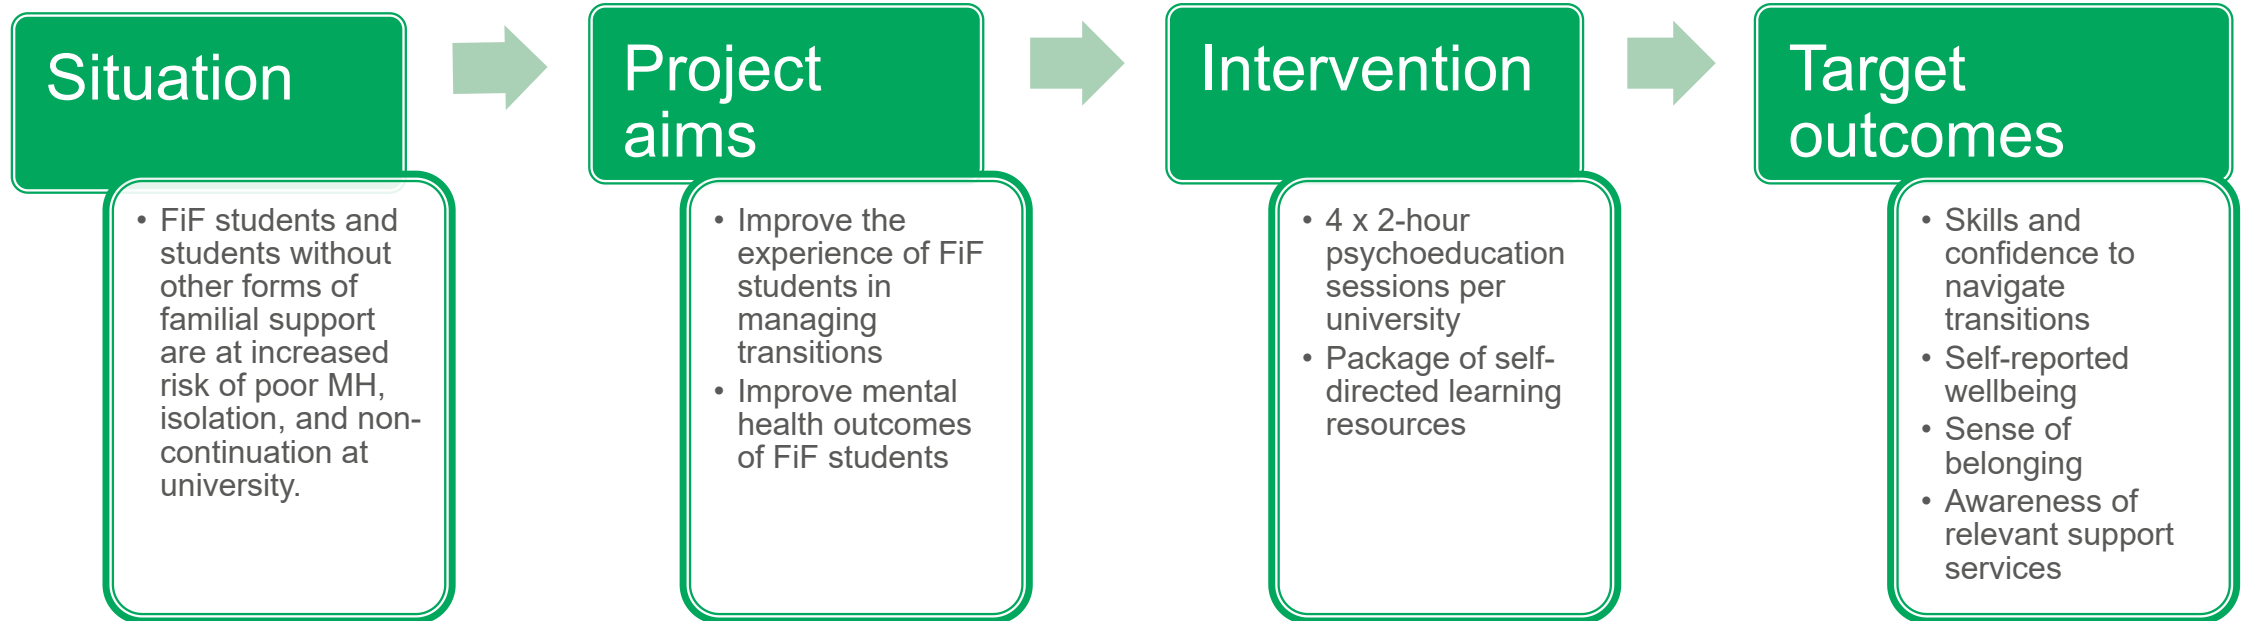 Situation
• FiF students and
students without
other forms of
familial support
are at increased
risk of poor MH,
isolation, and non-
continuation at
university.
Project
aims
• Improve the
experience of FiF
students in
managing
transitions
• Improve mental
health outcomes
of FiF students
Intervention
• 4 x 2-hour
psychoeducation
sessions per
university
• Package of self-
directed learning
resources
Target
outcomes
• Skills and
confidence to
navigate
transitions
• Self-reported
wellbeing
• Sense of
belonging
• Awareness of
relevant support
services